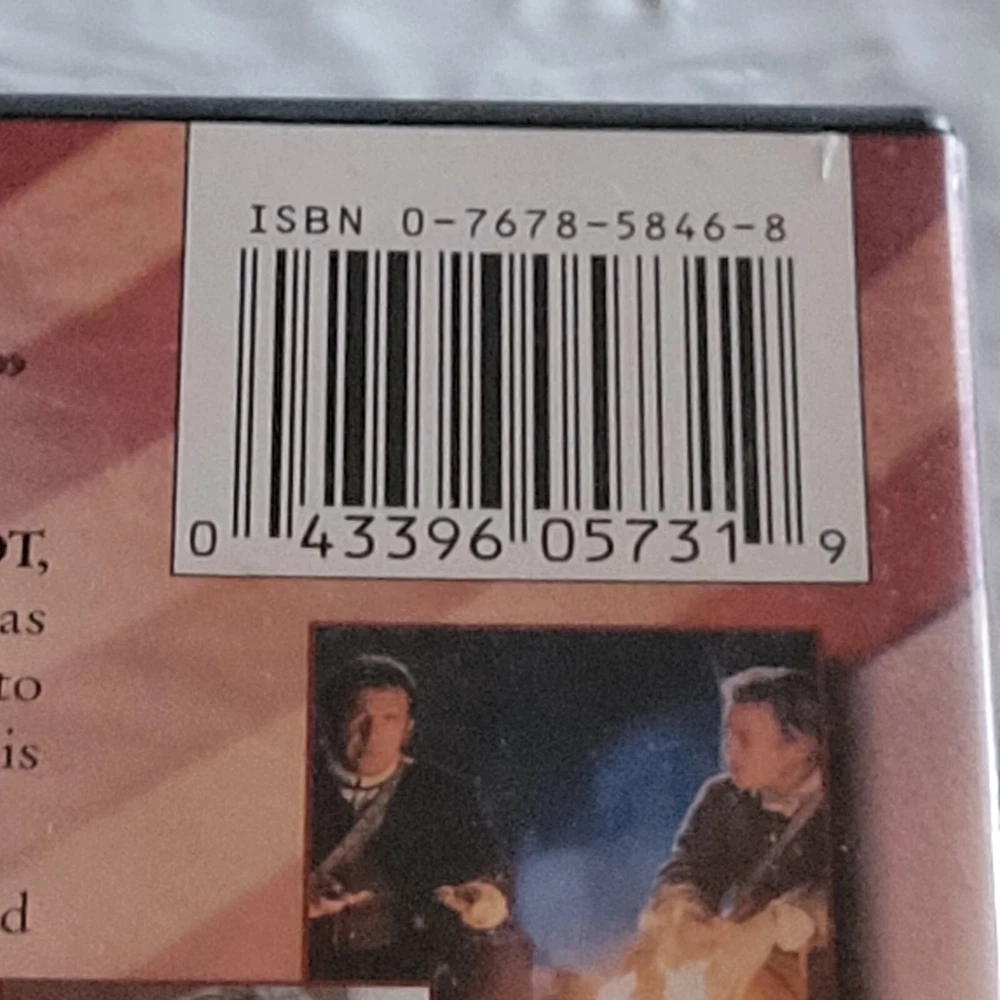 ISBN 0-7678-5846-8
0 43396 05731 9
”
OT,
as
to
is
d